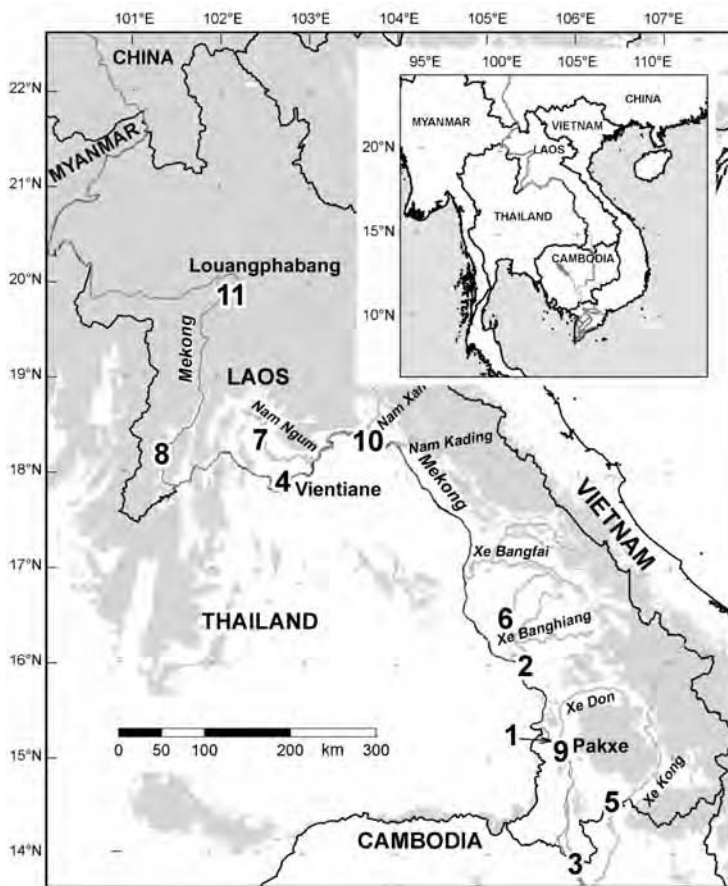 101°E 102°E 103°E 104°E 105°E 106°E 107°E
95°E 100°E 105°E 110°E
CHINA
22°N
CHINA
MYANMAR
VIETNAM
20°N
LAOS
MYANMAR
21°N
THAILAND
15°N
CAMBODIA
Louangphabang
20°N
11
10°N
Mekong
19°N
LAOS
Nam Ngum
Nam Xan
8
7
10
Nam Kading
18°N
4
Vientiane
Mekong
VIETNAM
17°N
Xe Bangfai
THAILAND
6
Xe Banghiang
16°N
2
Xe Don
0 50 100 200 300
km
1
9
Pakxe
15°N
Xe Kong
5
CAMBODIA
14°N
3